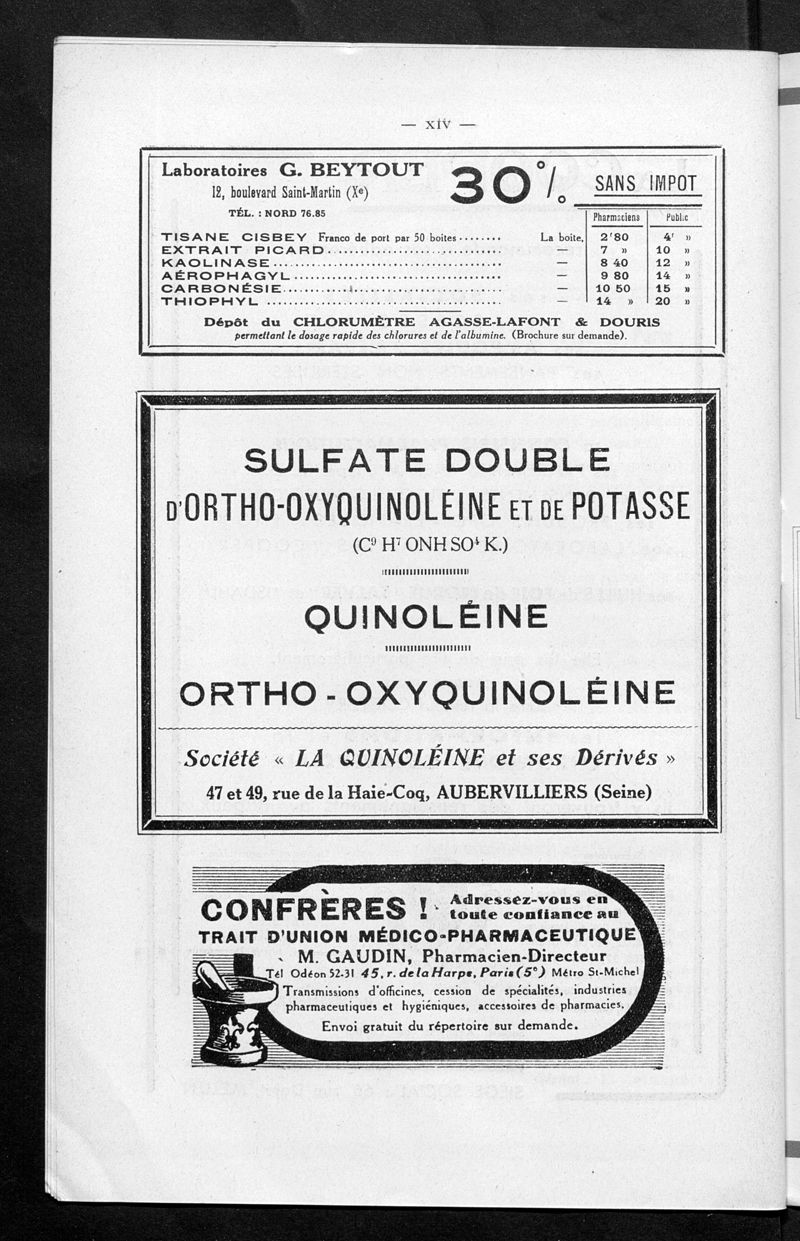 — XIV —
Laboratoires G. BEYTOUT
12, boulevard Saint-Martin (Xe)
TÉL. : NORD 76.85
30 % SANS IMPOT
Pharmaciens Public
TISANE CISBEY Franco de port par 50 boites ........ La boite, 2'80 4' »
EXTRAIT PICARD ........ — 7 » 10 »
KAOLINASE ........ — 8 40 12 »
AÉROPHAGYL ........ — 9 80 14 »
CARBONÉSIE ........ — 10 50 15 »
THIOPHYL ........ — 14 » 20 »
Dépôt du CHLORUMÈTRE AGASSE-LAFONT & DOURIS
permettant le dosage rapide des chlorures et de l'albumine. (Brochure sur demande).
SULFATE DOUBLE
D'ORTHO-OXYQUINOLÉINE ET DE POTASSE
(C⁹ H⁷ ONH SO⁴ K.)
QUINOLÉINE
ORTHO - OXYQUINOLÉINE
Société « LA QUINOLÉINE et ses Dérivés »
47 et 49, rue de la Haie-Coq, AUBERVILLIERS (Seine)
CONFRÈRES ! Adressez-vous en
toute confiance au
TRAIT D'UNION MÉDICO-PHARMACEUTIQUE
M. GAUDIN, Pharmacien-Directeur
Tél Odéon 52-31 45, r. de la Harpe, Paris (5°) Métro St-Michel
Transmissions d'officines, cession de spécialités, industries
pharmaceutiques et hygiéniques, accessoires de pharmacies.
Envoi gratuit du répertoire sur demande.